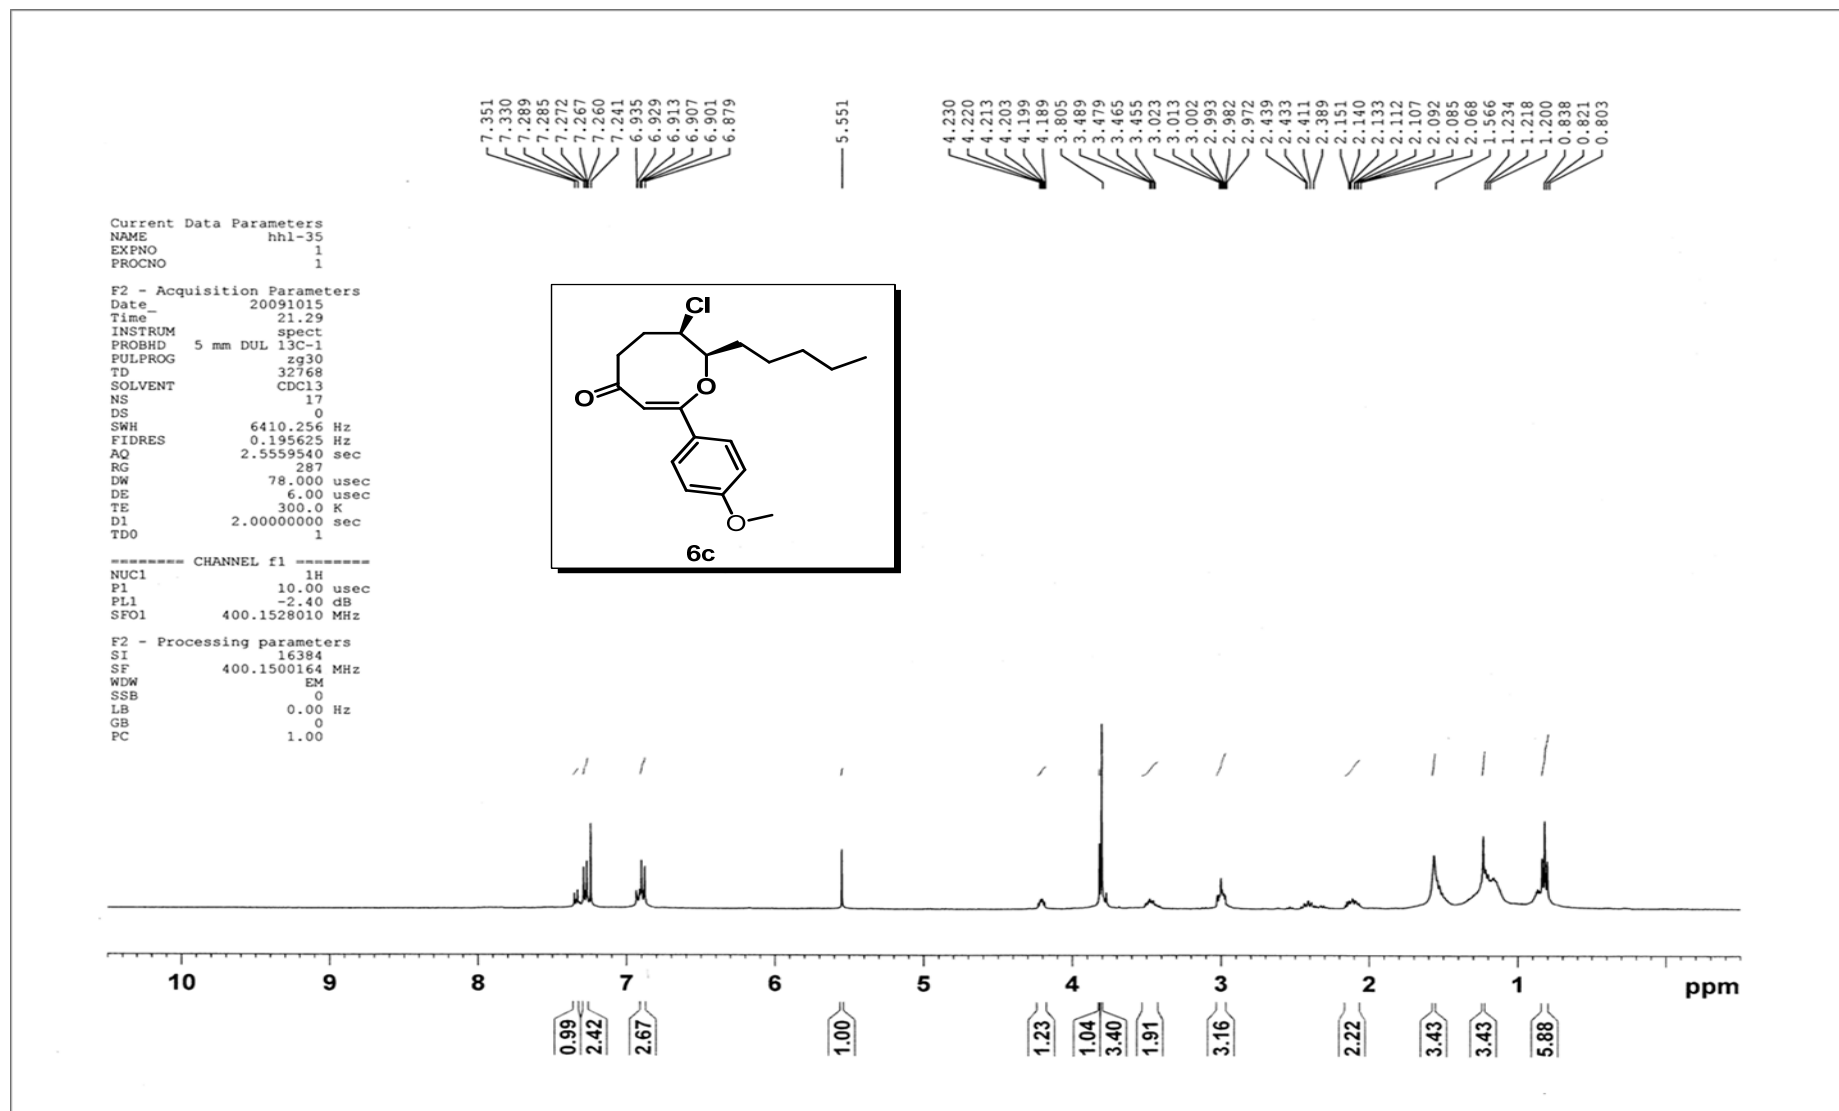 7.351
7.330
7.289
7.285
7.272
7.267
7.260
7.241
6.935
6.929
6.913
6.907
6.901
6.879
5.551
4.230
4.220
4.213
4.203
4.199
4.189
3.805
3.489
3.479
3.465
3.455
3.023
3.013
3.002
2.993
2.982
2.972
2.439
2.433
2.411
2.389
2.151
2.140
2.133
2.112
2.107
2.092
2.085
2.068
1.566
1.234
1.218
1.200
0.838
0.821
0.803
Current Data Parameters
NAME hhl-35
EXPNO 1
PROCNO 1
F2 - Acquisition Parameters
Date_ 20091015
Time 21.29
INSTRUM spect
PROBHD 5 mm DUL 13C-1
PULPROG zg30
TD 32768
SOLVENT CDCl3
NS 17
DS 0
SWH 6410.256 Hz
FIDRES 0.195625 Hz
AQ 2.5559540 sec
RG 287
DW 78.000 usec
DE 6.00 usec
TE 300.0 K
D1 2.00000000 sec
TD0 1
======== CHANNEL f1 ========
NUC1 1H
P1 10.00 usec
PL1 -2.40 dB
SFO1 400.1528010 MHz
F2 - Processing parameters
SI 16384
SF 400.1500164 MHz
WDW EM
SSB 0
LB 0.00 Hz
GB 0
PC 1.00
Cl
O
O
O
6c
10 9 8 7 6 5 4 3 2 1 ppm
0.99
2.42
2.67
1.00
1.23
1.04
3.40
1.91
3.16
2.22
3.43
3.43
5.88